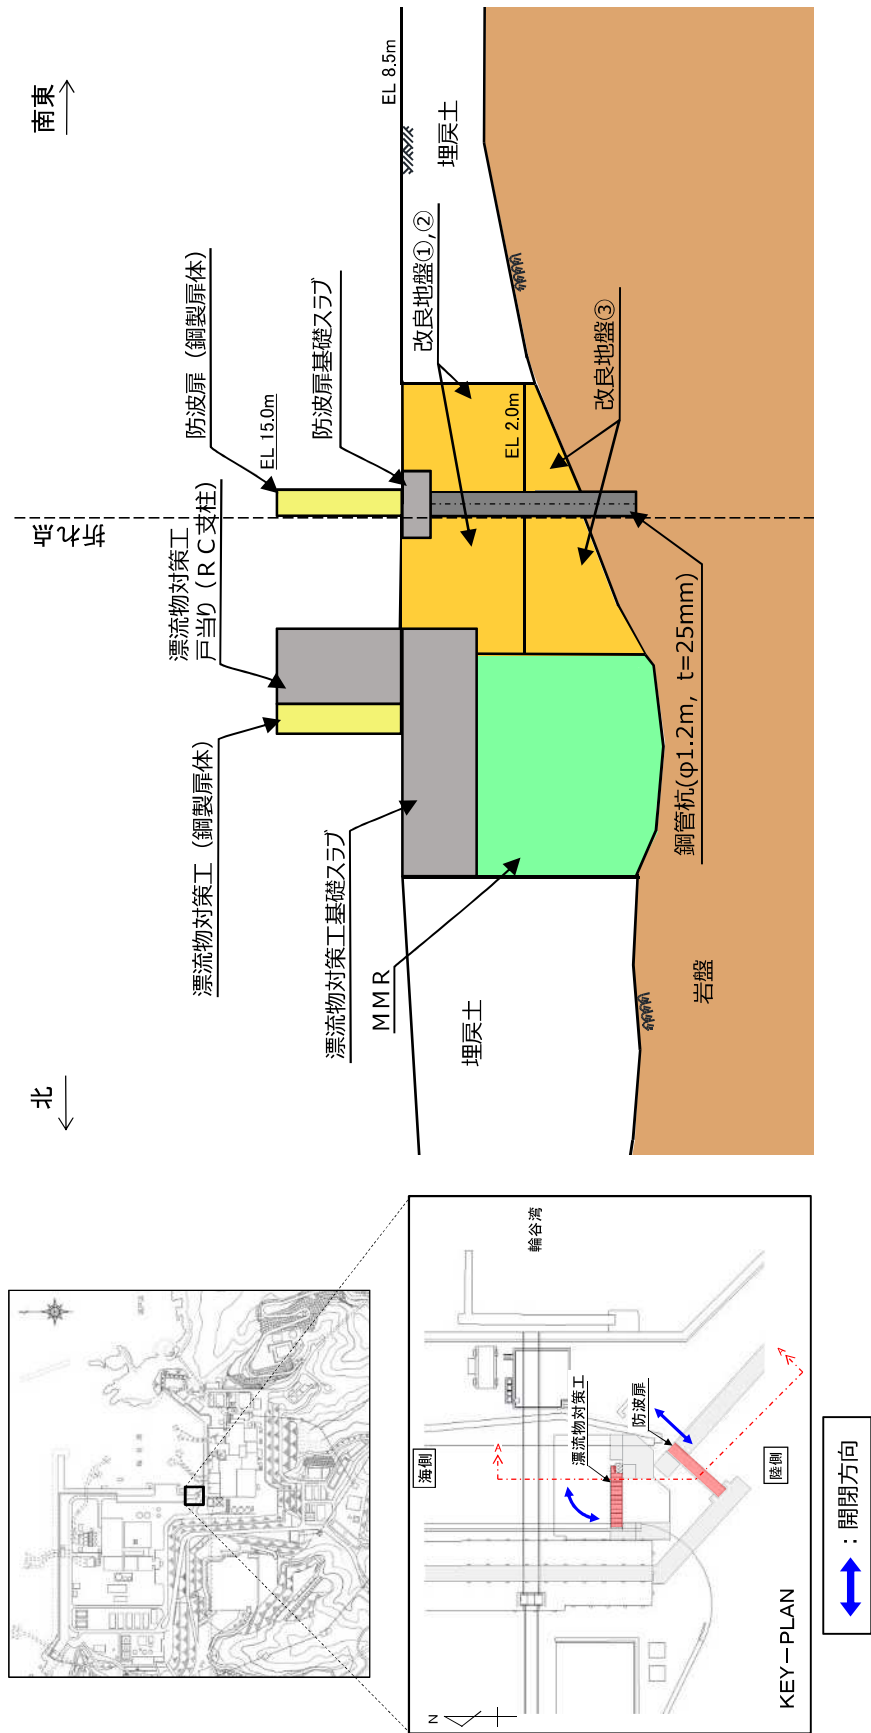 北
南東
折れ点
漂流物対策工（鋼製扉体）
漂流物対策工
戸当り（ＲＣ支柱）
防波扉（鋼製扉体）
EL 15.0m
防波扉基礎スラブ
EL 8.5m
漂流物対策工基礎スラブ
ＭＭＲ
改良地盤①,②
埋戻土
埋戻土
EL 2.0m
改良地盤③
鋼管杭(φ1.2m, t=25mm)
岩盤
N
海側
輪谷湾
漂流物対策工
防波扉
陸側
KEY－PLAN
：開閉方向